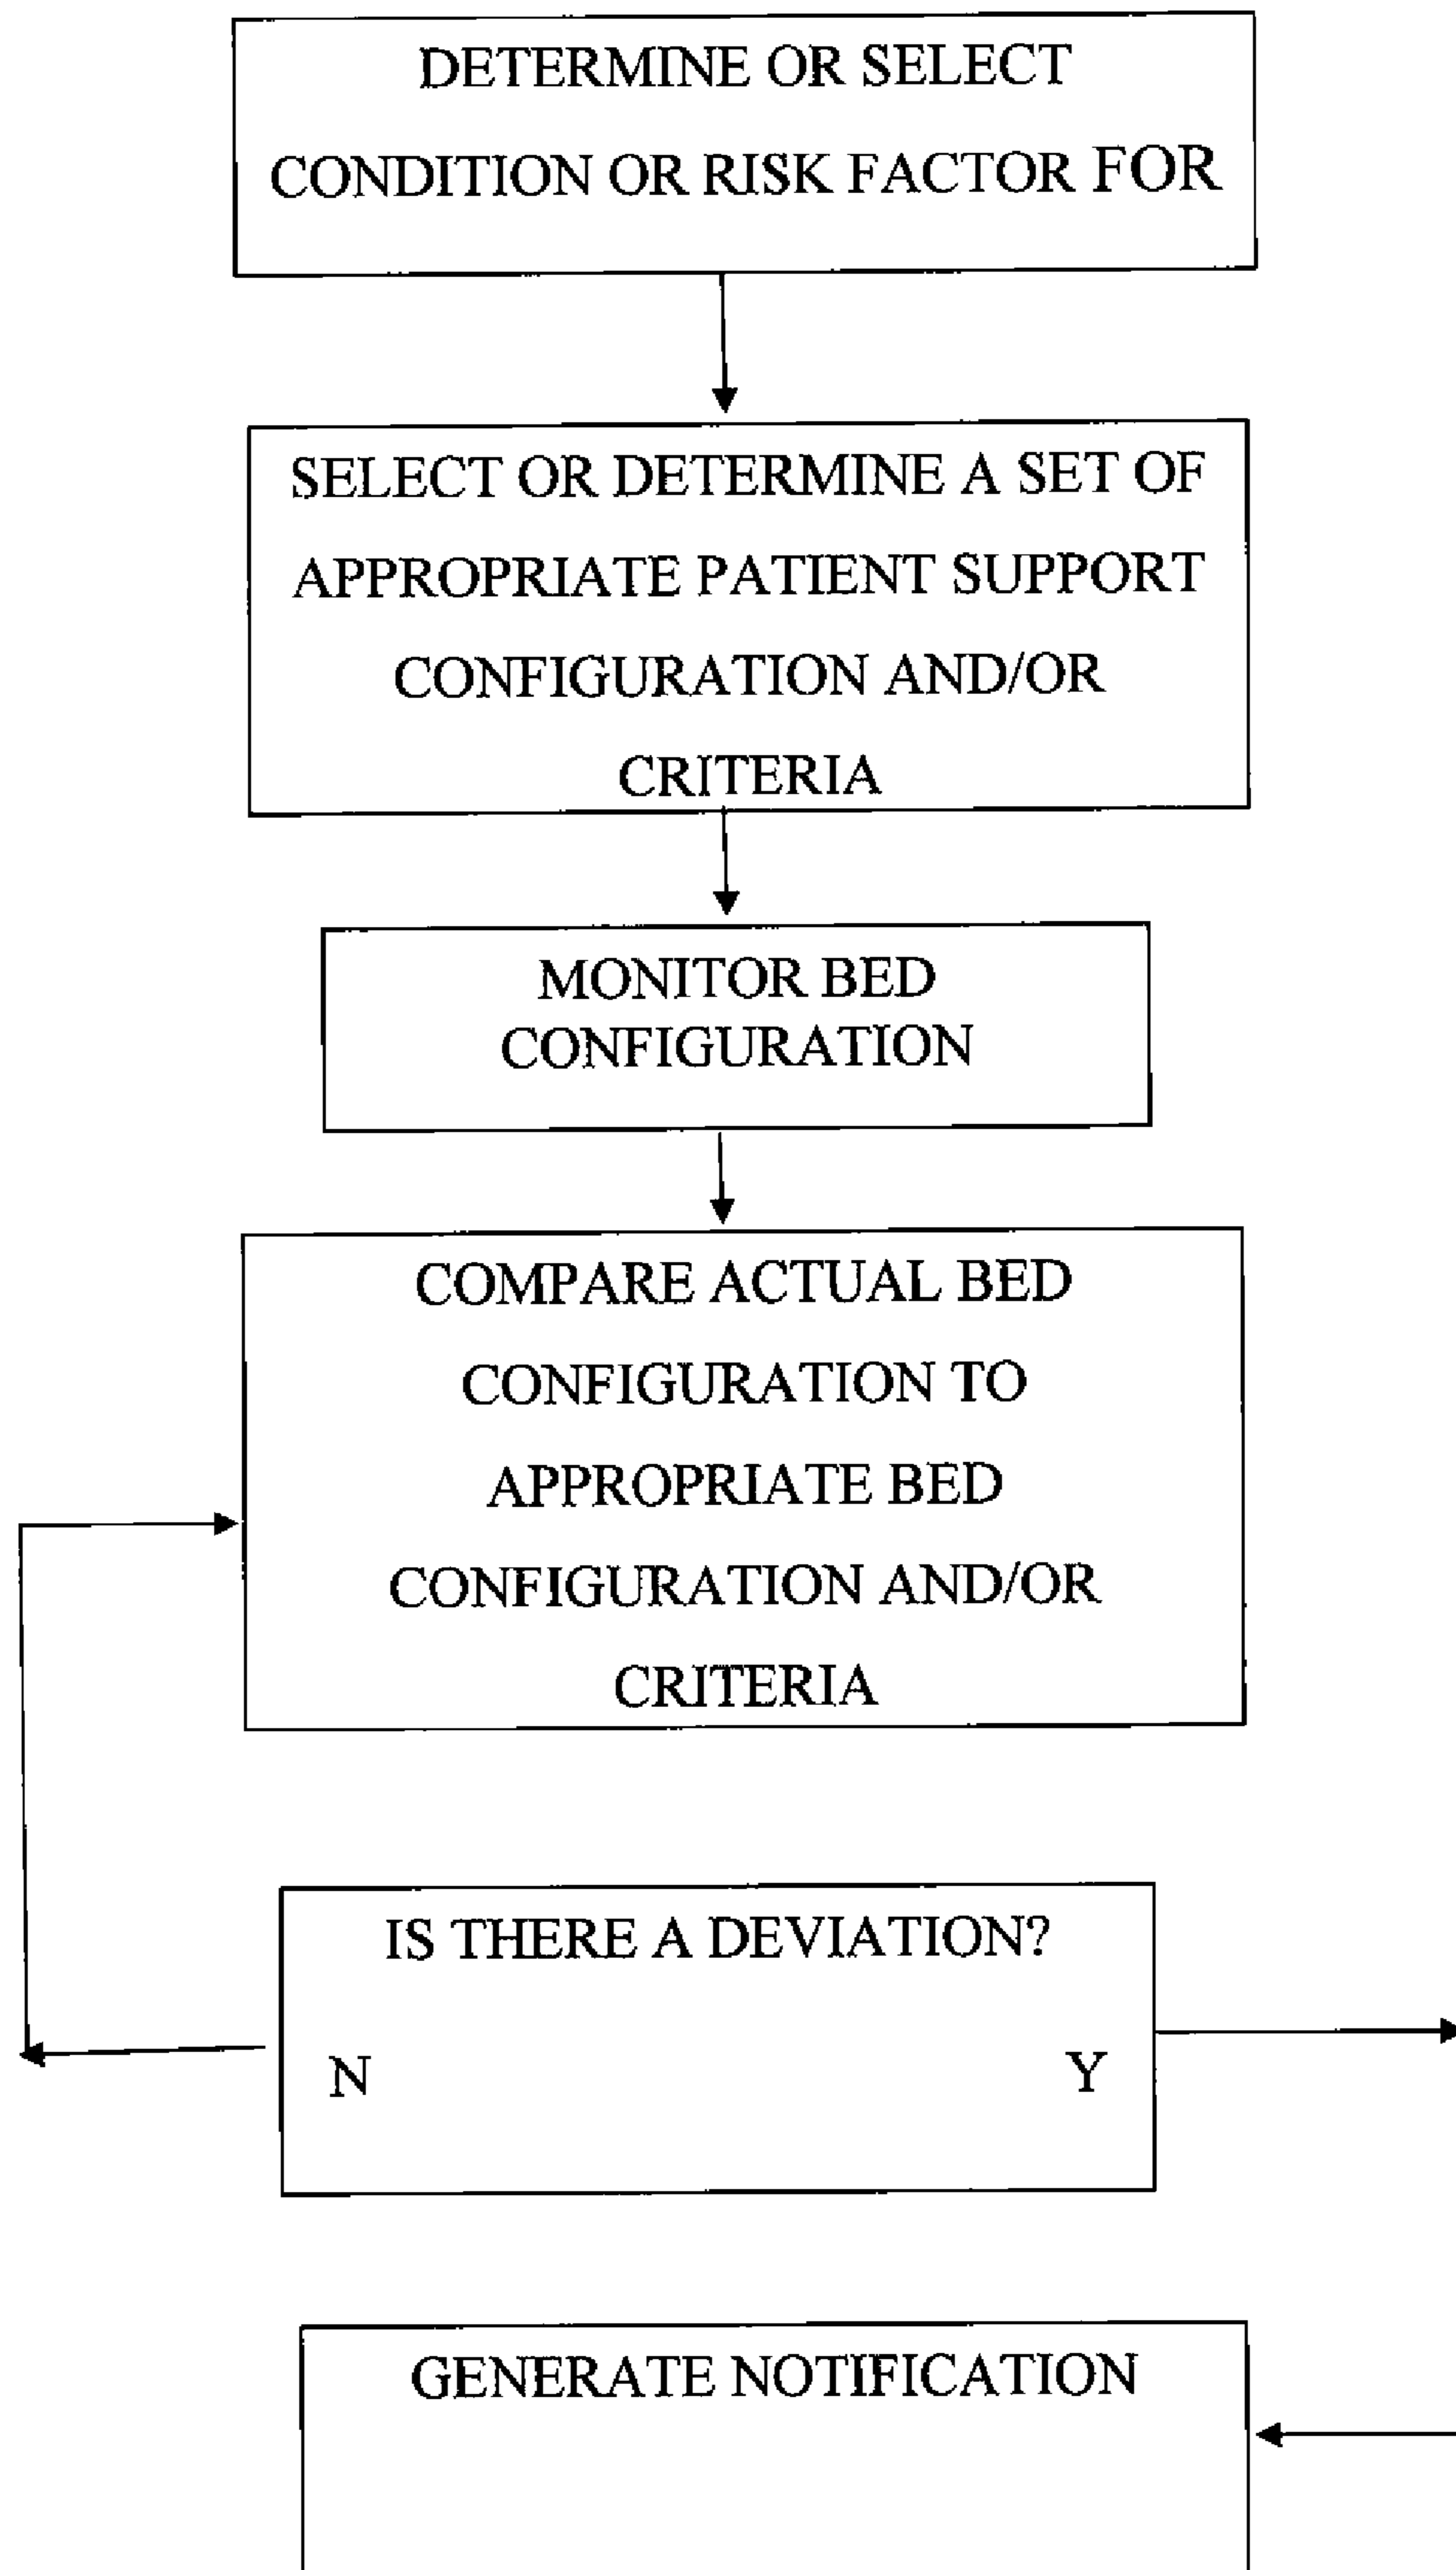 DETERMINE OR SELECT
CONDITION OR RISK FACTOR FOR
SELECT OR DETERMINE A SET OF
APPROPRIATE PATIENT SUPPORT
CONFIGURATION AND/OR
CRITERIA
MONITOR BED
CONFIGURATION
COMPARE ACTUAL BED
CONFIGURATION TO
APPROPRIATE BED
CONFIGURATION AND/OR
CRITERIA
IS THERE A DEVIATION?
N Y
GENERATE NOTIFICATION